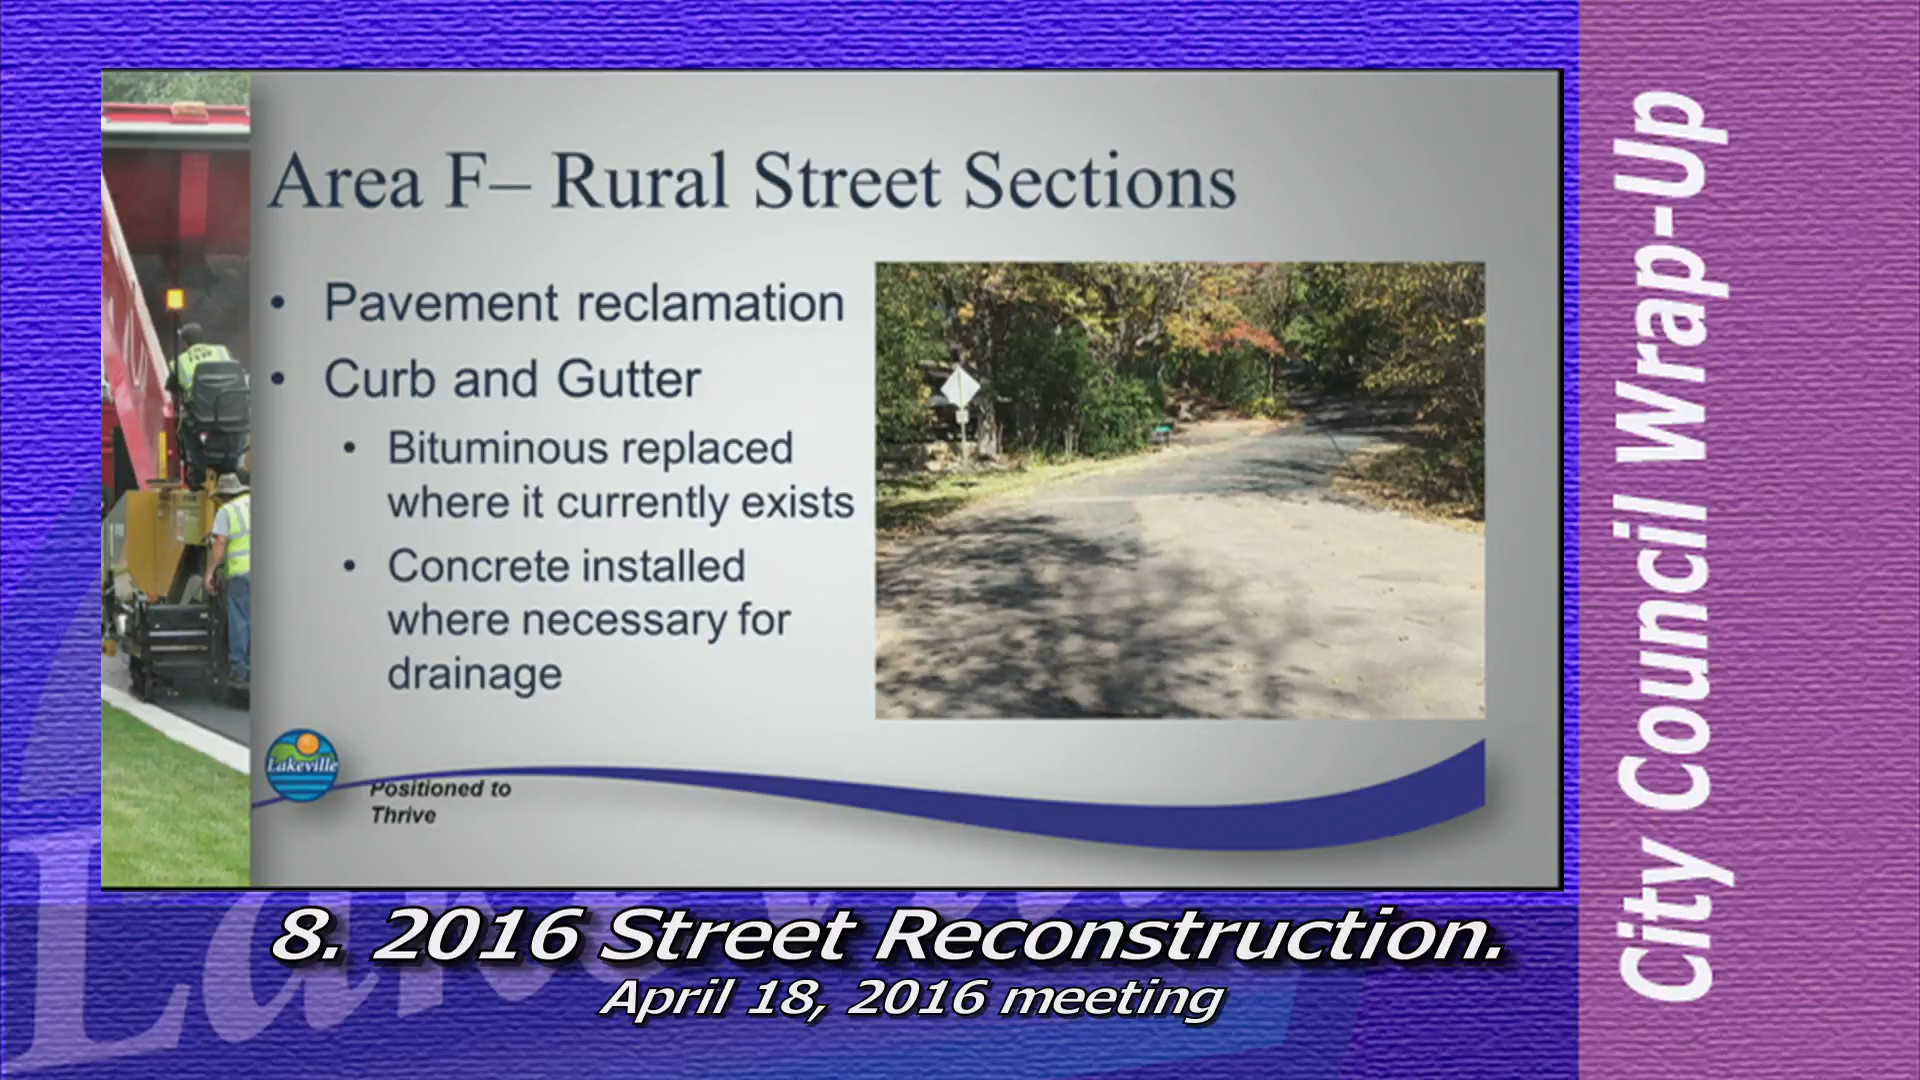 Area F– Rural Street Sections
• Pavement reclamation
• Curb and Gutter
• Bituminous replaced
where it currently exists
• Concrete installed
where necessary for
drainage
Lakeville
Positioned to
Thrive
8. 2016 Street Reconstruction.
April 18, 2016 meeting
City Council Wrap-Up